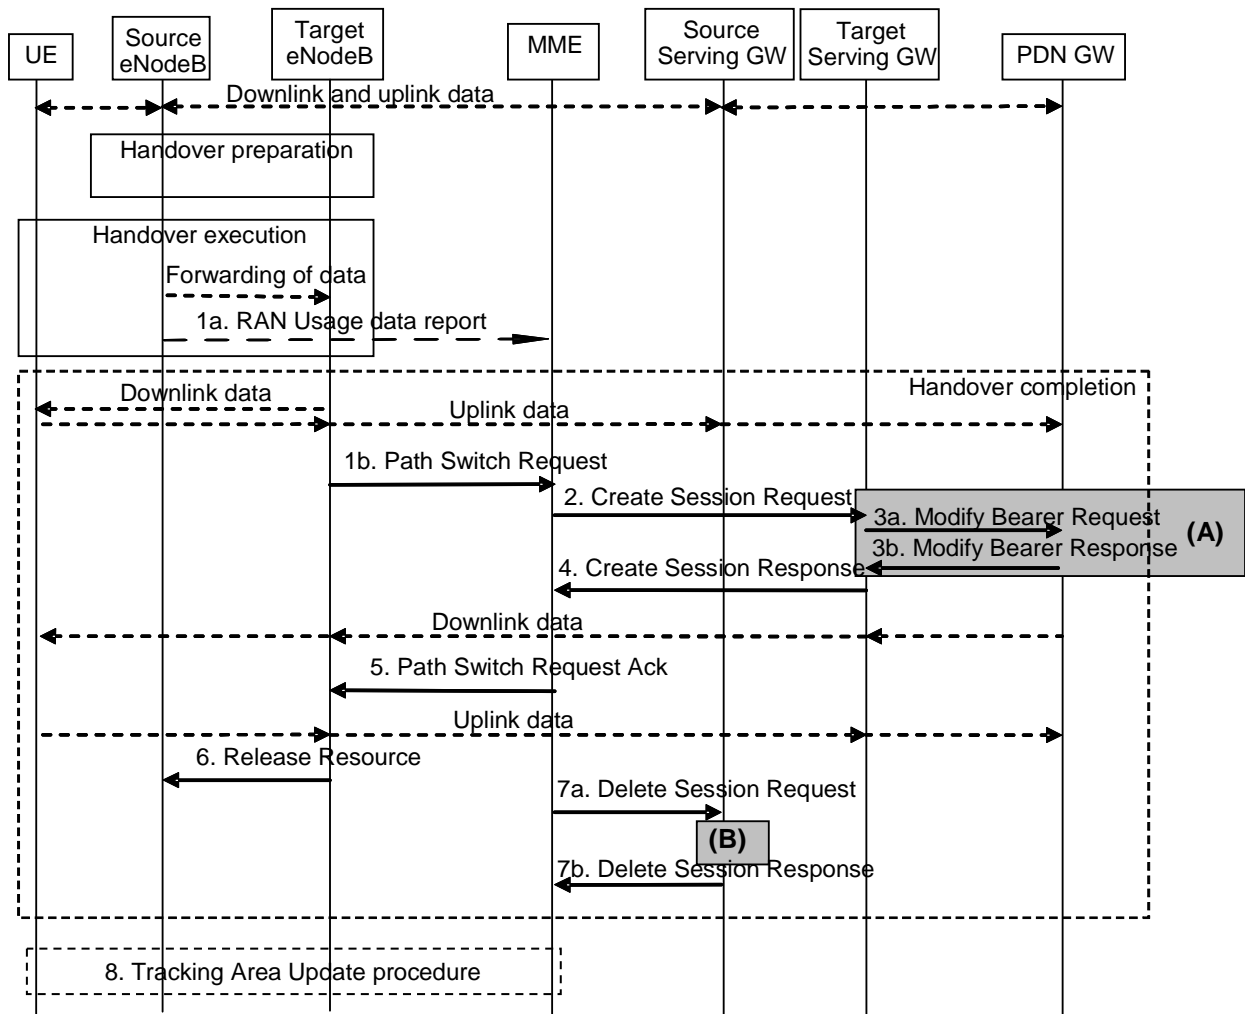 UE
Source
eNodeB
Target
eNodeB
MME
Source
Serving GW
Target
Serving GW
PDN GW
Downlink and uplink data
Handover preparation
Handover execution
Forwarding of data
1a. RAN Usage data report
Handover completion
Downlink data
Uplink data
1b. Path Switch Request
2. Create Session Request
3a. Modify Bearer Request
(A)
3b. Modify Bearer Response
4. Create Session Response
Downlink data
5. Path Switch Request Ack
Uplink data
6. Release Resource
7a. Delete Session Request
(B)
7b. Delete Session Response
8. Tracking Area Update procedure